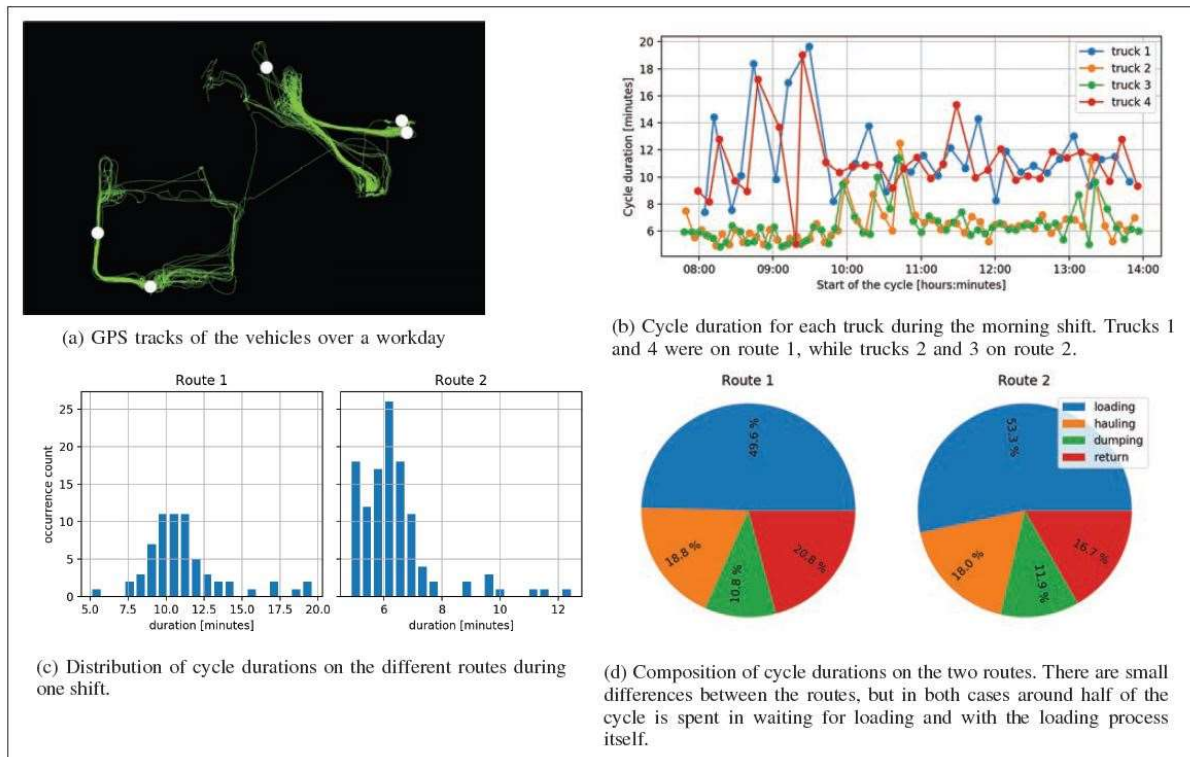 (a) GPS tracks of the vehicles over a workday
20
18
16
14
12
10
8
6
Cycle duration [minutes]
truck 1
truck 2
truck 3
truck 4
08:00 09:00 10:00 11:00 12:00 13:00 14:00
Start of the cycle [hours:minutes]
(b) Cycle duration for each truck during the morning shift. Trucks 1
and 4 were on route 1, while trucks 2 and 3 on route 2.
Route 1 Route 2
25
20
15
10
5
0
occurrence count
5.0 7.5 10.0 12.5 15.0 17.5 20.0
6 8 10 12
duration [minutes] duration [minutes]
(c) Distribution of cycle durations on the different routes during
one shift.
Route 1
49.6 %
18.8 %
10.8 %
20.8 %
Route 2
53.3 %
18.0 %
11.9 %
16.7 %
loading
hauling
dumping
return
(d) Composition of cycle durations on the two routes. There are small
differences between the routes, but in both cases around half of the
cycle is spent in waiting for loading and with the loading process
itself.